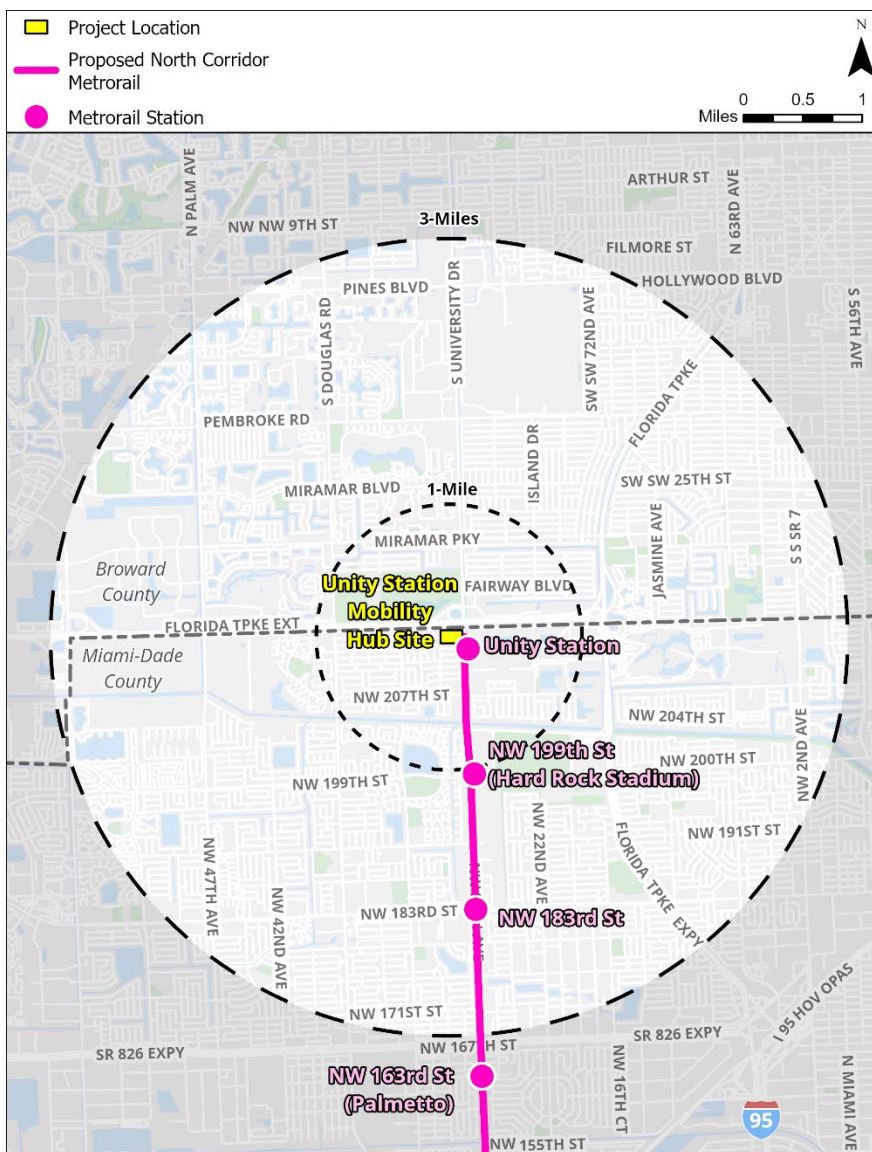 Project Location
Proposed North Corridor
Metrorail
Metrorail Station
N
0 0.5 1
Miles
N PALM AVE
ARTHUR ST
N 63RD AVE
3-Miles
NW NW 9TH ST
FILMORE ST
HOLLYWOOD BLVD
PINES BLVD
S UNIVERSITY DR
S DOUGLAS RD
SW SW 72ND AVE
S 56TH AVE
FLORIDA TPKE
PEMBROKE RD
ISLAND DR
SW SW 25TH ST
MIRAMAR BLVD
1-Mile
JASMINE AVE
S S SR 7
MIRAMAR PKY
Broward
County
Unity Station
Mobility
Hub Site
FAIRWAY BLVD
FLORIDA TPKE EXT
Miami-Dade
County
Unity Station
NW 207TH ST
NW 204TH ST
NW 2ND AVE
NW 199th St
(Hard Rock Stadium)
NW 200TH ST
NW 199TH ST
NW 22ND AVE
NW 191ST ST
FLORIDA TPKE EXPY
NW 47TH AVE
NW 42ND AVE
NW 183RD ST
NW 183rd St
AVE
NW 171ST ST
I 95 HOV OPAS
SR 826 EXPY
NW 167TH ST
SR 826 EXPY
NW 163rd St
(Palmetto)
NW 16TH CT
N MIAMI AVE
95
NW 155TH ST